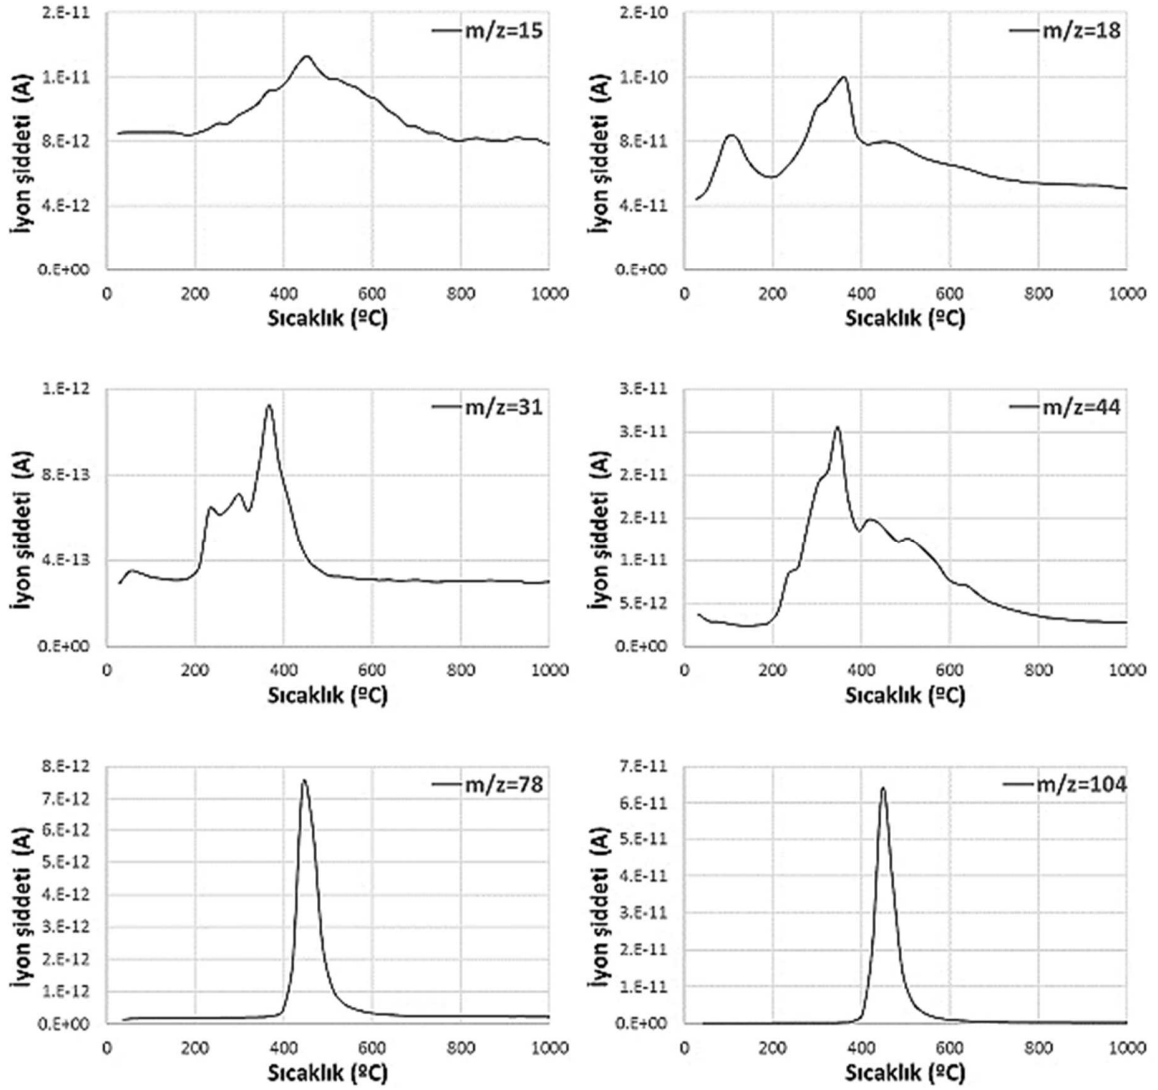 2.E-11
1.E-11
8.E-12
4.E-12
0.E+00
İyon şiddeti (A)
m/z=15
0 200 400 600 800 1000
Sıcaklık (ºC)
2.E-10
1.E-10
8.E-11
4.E-11
0.E+00
İyon şiddeti (A)
m/z=18
0 200 400 600 800 1000
Sıcaklık (ºC)
1.E-12
8.E-13
4.E-13
0.E+00
İyon şiddeti (A)
m/z=31
0 200 400 600 800 1000
Sıcaklık (ºC)
3.E-11
3.E-11
2.E-11
2.E-11
1.E-11
5.E-12
0.E+00
İyon şiddeti (A)
m/z=44
0 200 400 600 800 1000
Sıcaklık (ºC)
8.E-12
7.E-12
6.E-12
5.E-12
4.E-12
3.E-12
2.E-12
1.E-12
0.E+00
İyon şiddeti (A)
m/z=78
0 200 400 600 800 1000
Sıcaklık (ºC)
7.E-11
6.E-11
5.E-11
4.E-11
3.E-11
2.E-11
1.E-11
0.E+00
İyon şiddeti (A)
m/z=104
0 200 400 600 800 1000
Sıcaklık (ºC)